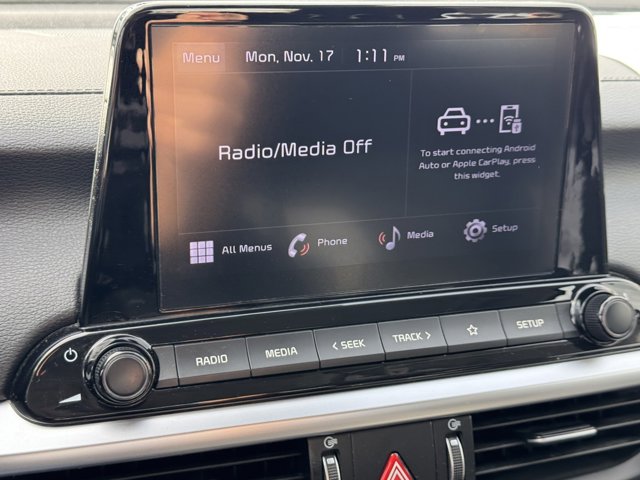 Menu Mon, Nov. 17 1:11 PM
Radio/Media Off
To start connecting Android
Auto or Apple CarPlay, press
this widget.
All Menus Phone Media Setup
RADIO MEDIA < SEEK TRACK > SETUP